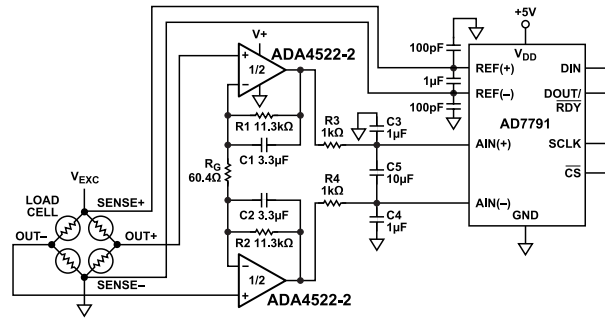 +5V
V+
ADA4522-2
+
1/2
−
100pF
VDD
REF(+)
DIN
1µF
REF(−)
DOUT/
RDY
100pF
AD7791
R1 11.3kΩ
R3
1kΩ
C3
1µF
AIN(+)
SCLK
C1 3.3µF
RG
60.4Ω
C5
10µF
CS
VEXC
C2 3.3µF
R4
1kΩ
AIN(−)
LOAD
CELL
SENSE+
C4
1µF
GND
OUT−
OUT+
R2 11.3kΩ
−
1/2
+
ADA4522-2
SENSE−